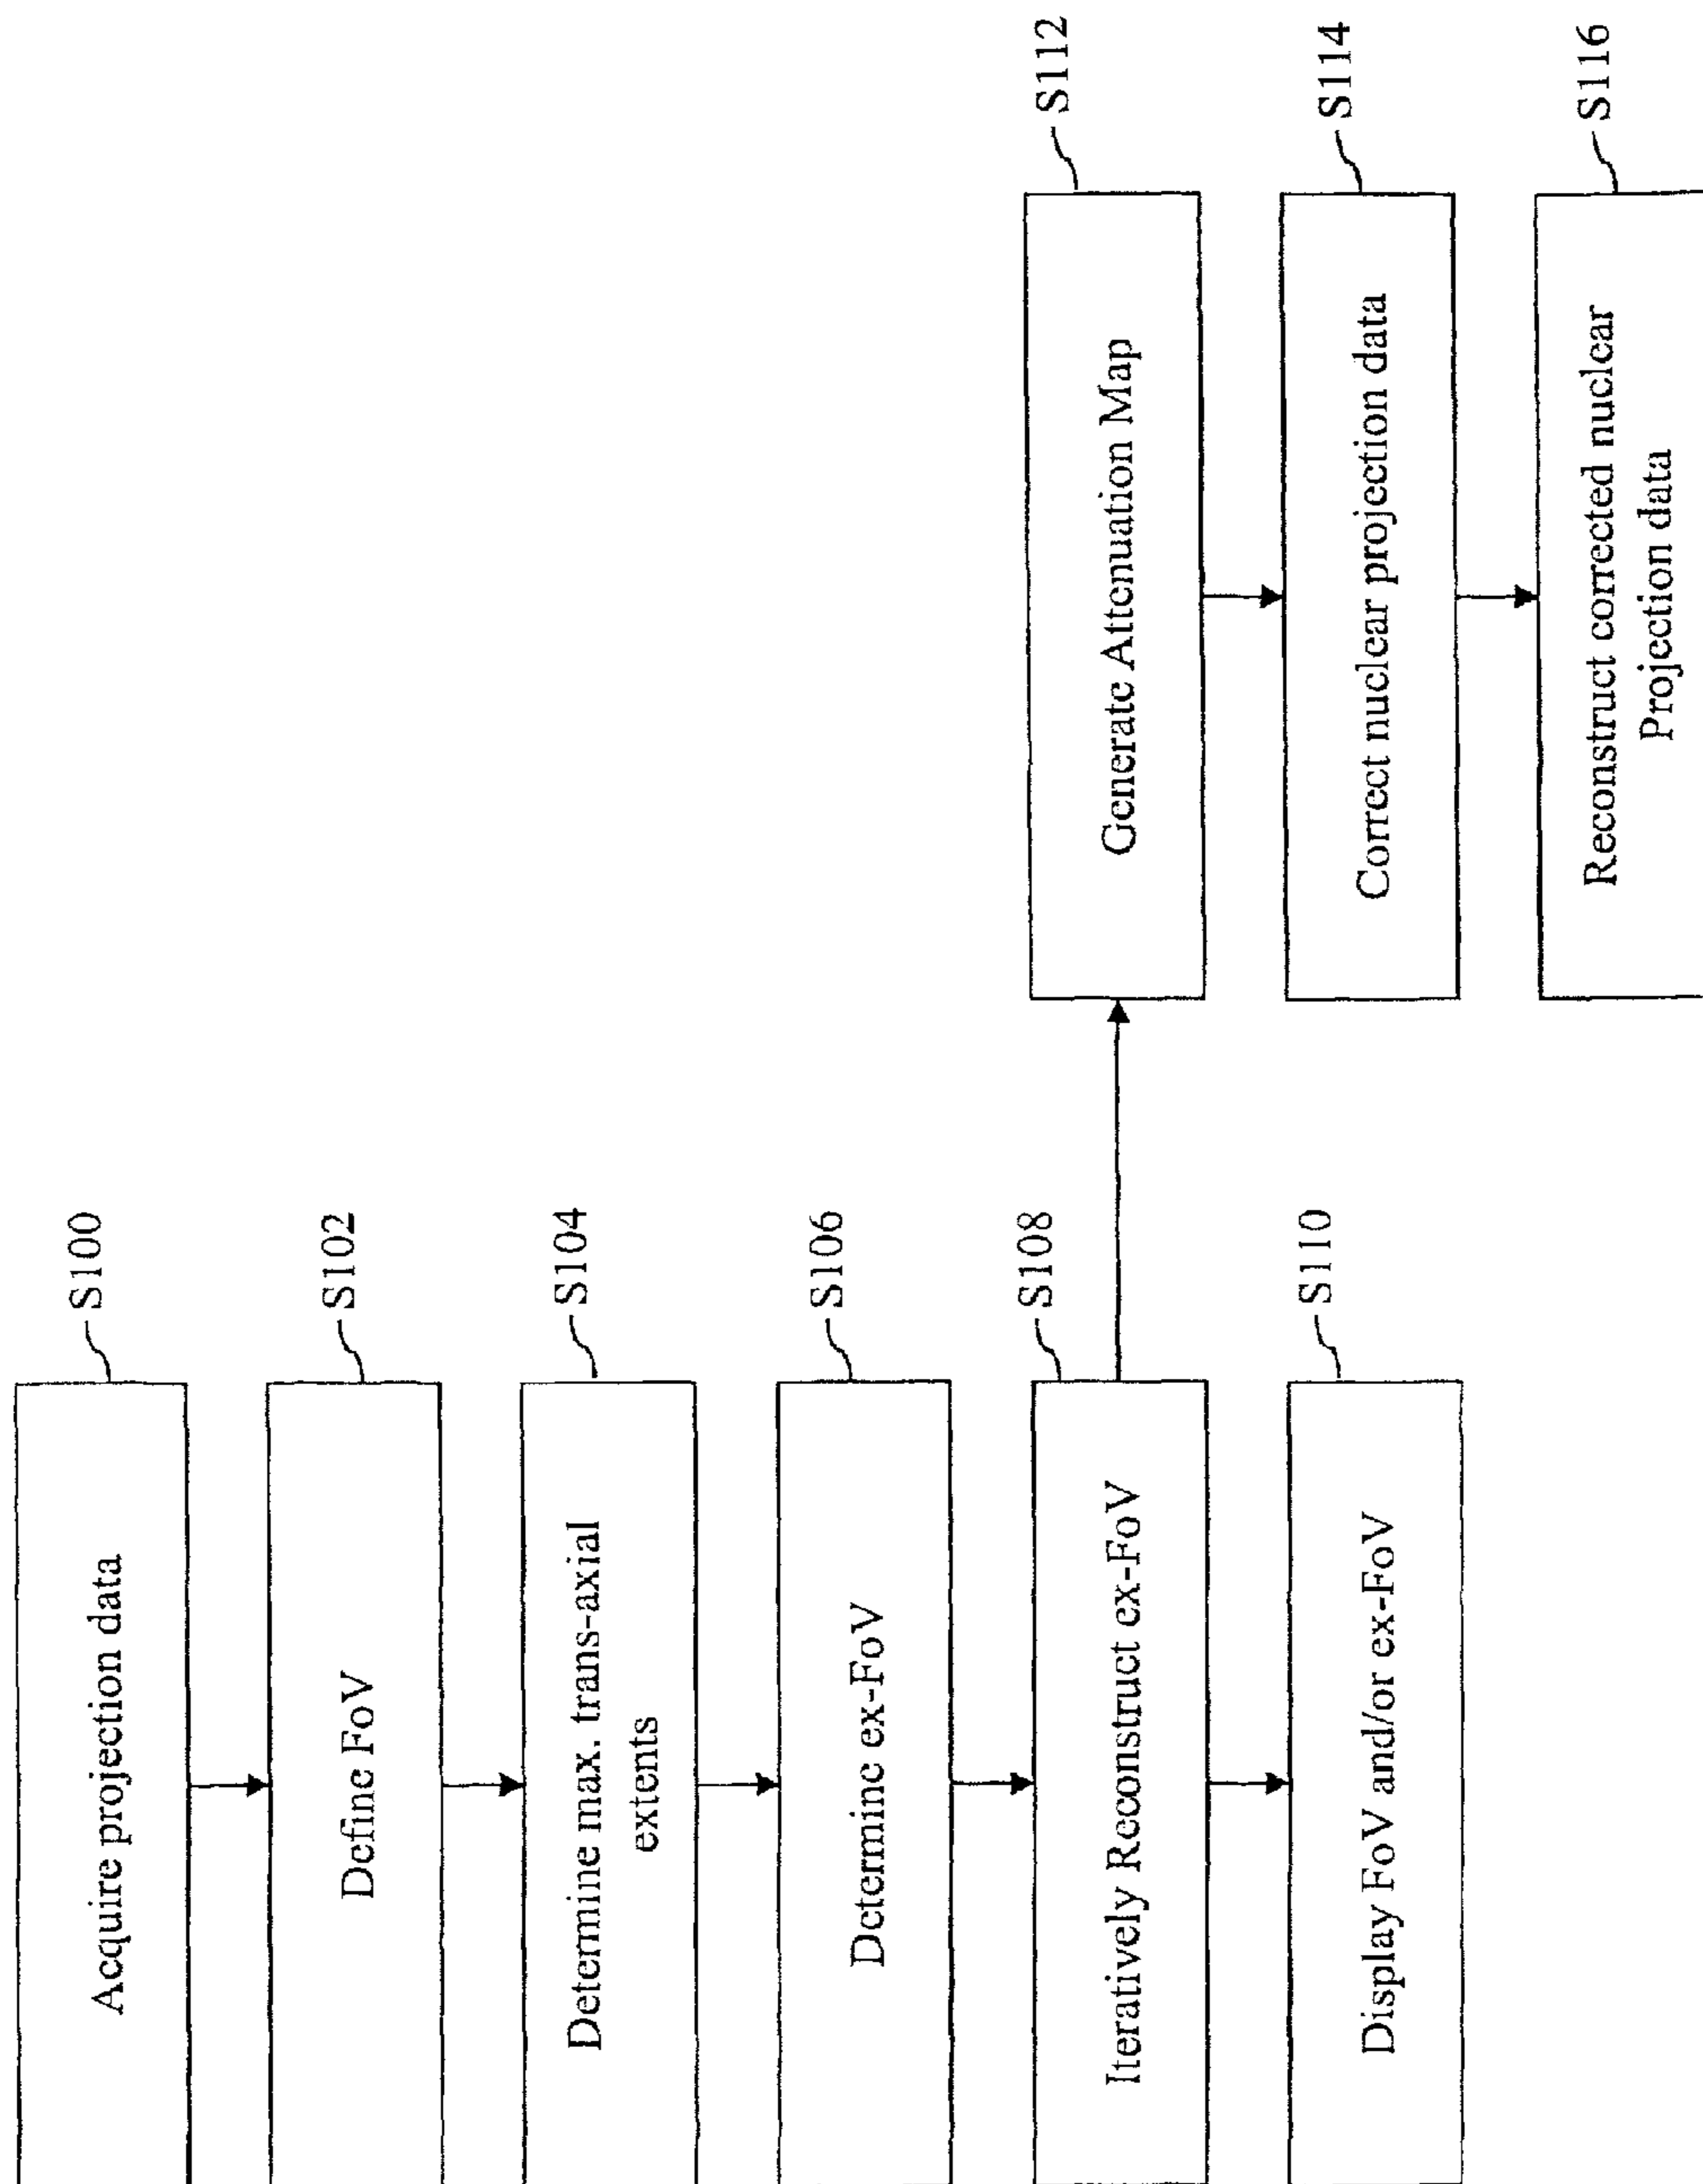 Acquire projection data
S100
Define FoV
S102
Determine max. trans-axial
extents
S104
Determine ex-FoV
S106
Iteratively Reconstruct ex-FoV
S108
Display FoV and/or ex-FoV
S110
Generate Attenuation Map
S112
Correct nuclear projection data
S114
Reconstruct corrected nuclear
Projection data
S116